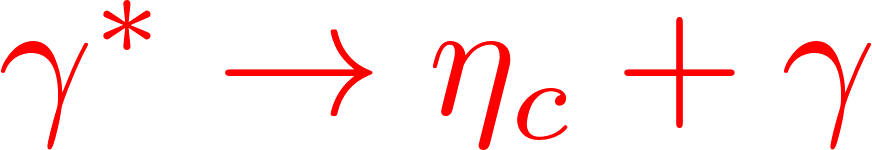 γ* → η_c + γ